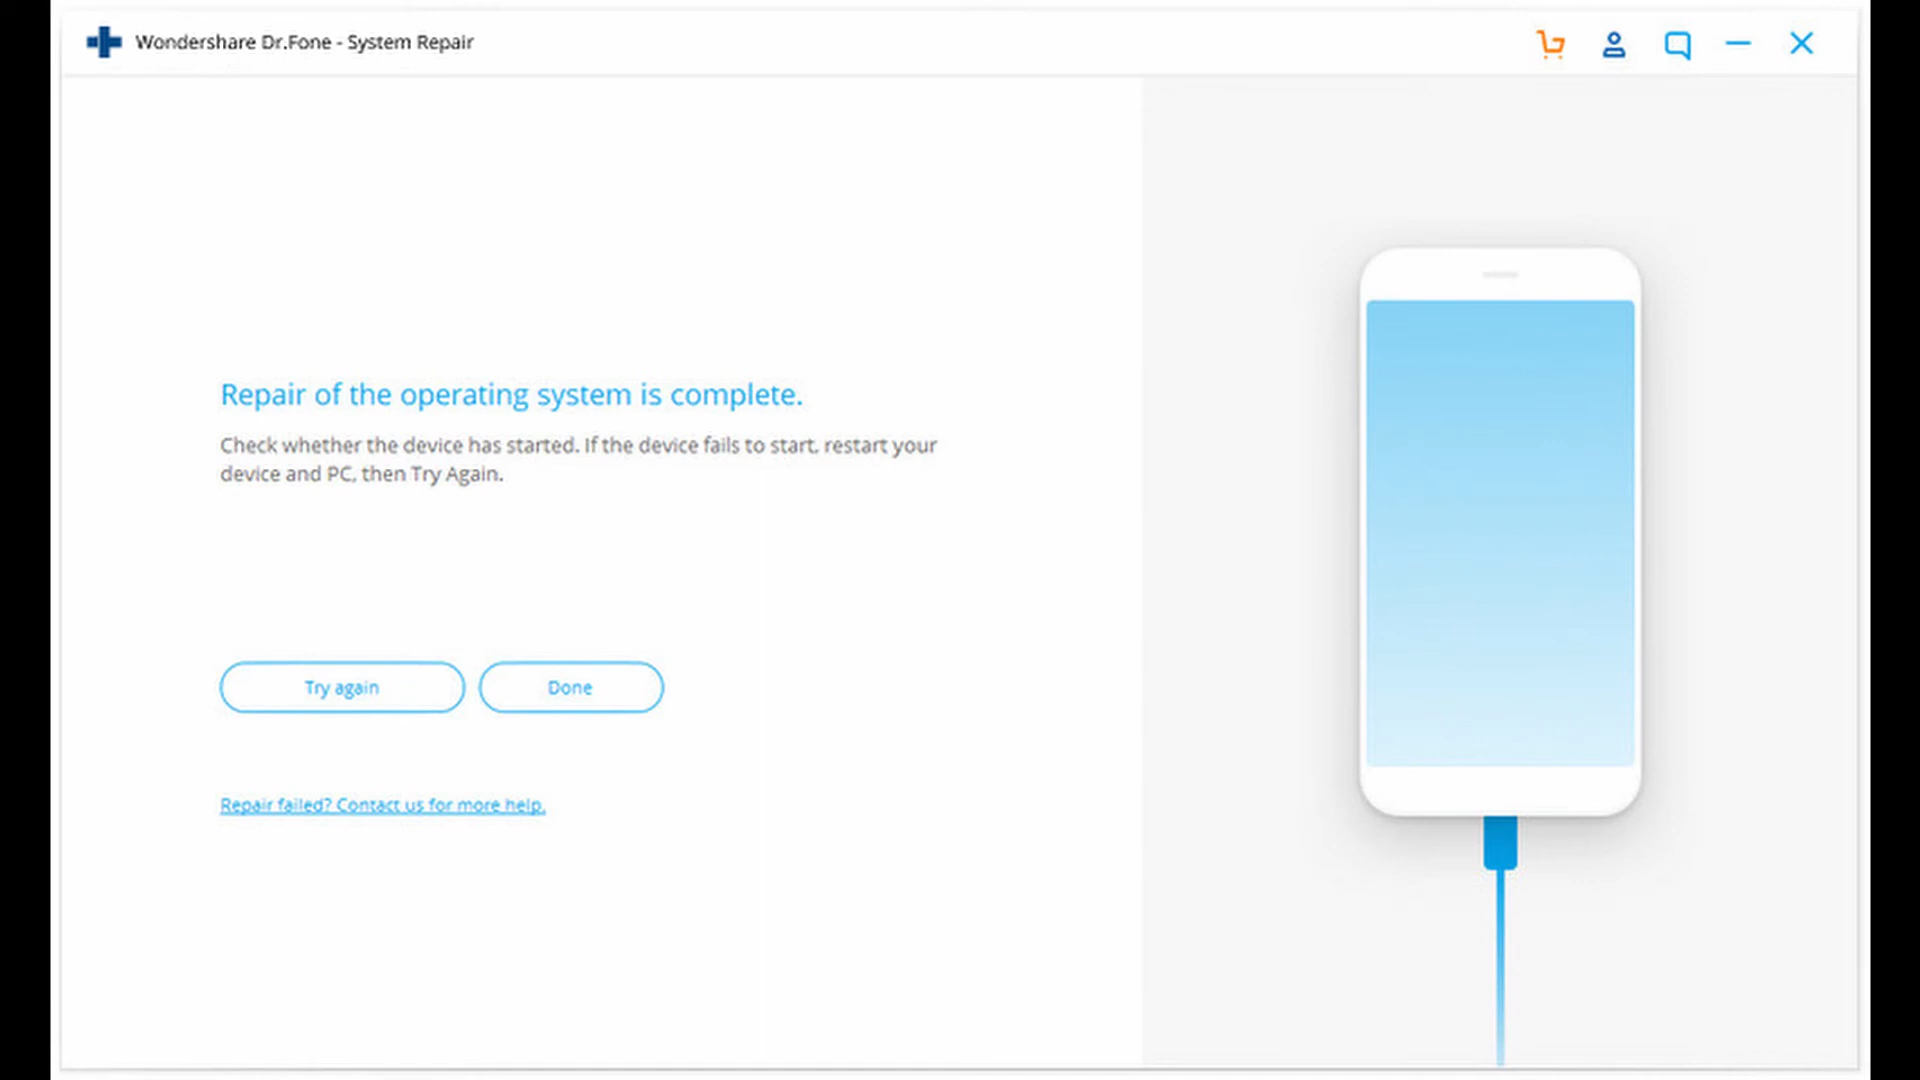 Wondershare Dr.Fone - System Repair
Repair of the operating system is complete.
Check whether the device has started. If the device fails to start, restart your
device and PC, then Try Again.
Try again
Done
Repair failed? Contact us for more help.